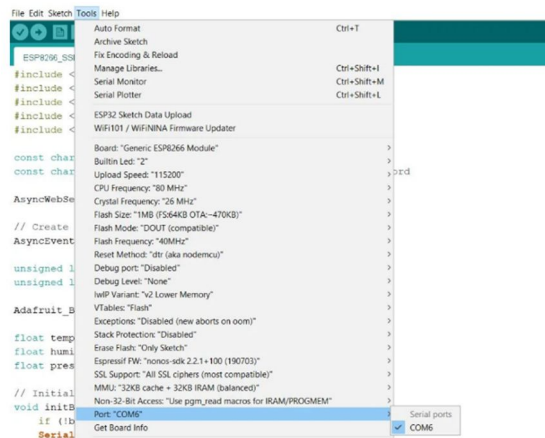 File Edit Sketch Tools Help
Auto Format Ctrl+T
Archive Sketch
Fix Encoding & Reload
Manage Libraries... Ctrl+Shift+I
Serial Monitor Ctrl+Shift+M
Serial Plotter Ctrl+Shift+L
ESP32 Sketch Data Upload
WiFi101 / WiFiNINA Firmware Updater
Board: "Generic ESP8266 Module"
Builtin Led: "2"
Upload Speed: "115200"
CPU Frequency: "80 MHz"
Crystal Frequency: "26 MHz"
Flash Size: "1MB (FS:64KB OTA:~470KB)"
Flash Mode: "DOUT (compatible)"
Flash Frequency: "40MHz"
Reset Method: "dtr (aka nodemcu)"
Debug port: "Disabled"
Debug Level: "None"
lwIP Variant: "v2 Lower Memory"
VTables: "Flash"
Exceptions: "Disabled (new aborts on oom)"
Stack Protection: "Disabled"
Erase Flash: "Only Sketch"
Espressif FW: "nonos-sdk 2.2.1+100 (190703)"
SSL Support: "All SSL ciphers (most compatible)"
MMU: "32KB cache + 32KB IRAM (balanced)"
Non-32-Bit Access: "Use pgm_read macros for IRAM/PROGMEM"
Port: "COM6"
Get Board Info
Serial ports
COM6
ESP8266_SS
#include <
#include <
#include <
#include <
#include <
const char
const char ord
AsyncWebSe
// Create
AsyncEvent
unsigned l
unsigned l
Adafruit_B
float temp
float humi
float pres
// Initial
void initB
if (!b
Serial